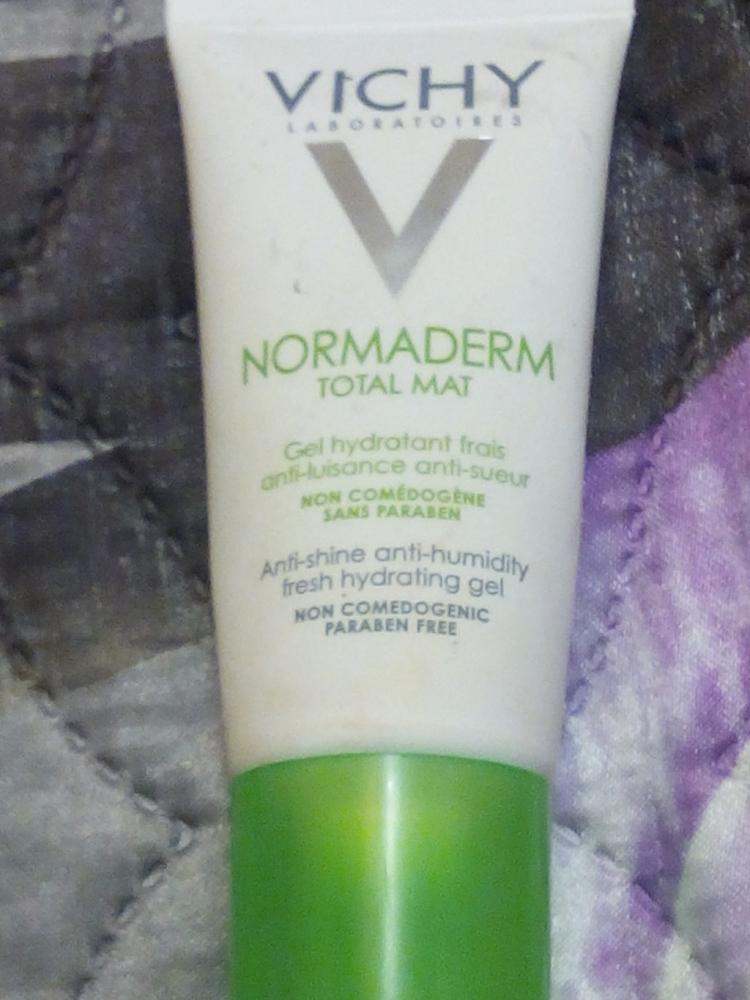 VICHY
LABORATOIRES
V
NORMADERM
TOTAL MAT
Gel hydratant frais
anti-luisance anti-sueur
NON COMÉDOGÈNE
SANS PARABEN
Anti-shine anti-humidity
fresh hydrating gel
NON COMEDOGENIC
PARABEN FREE